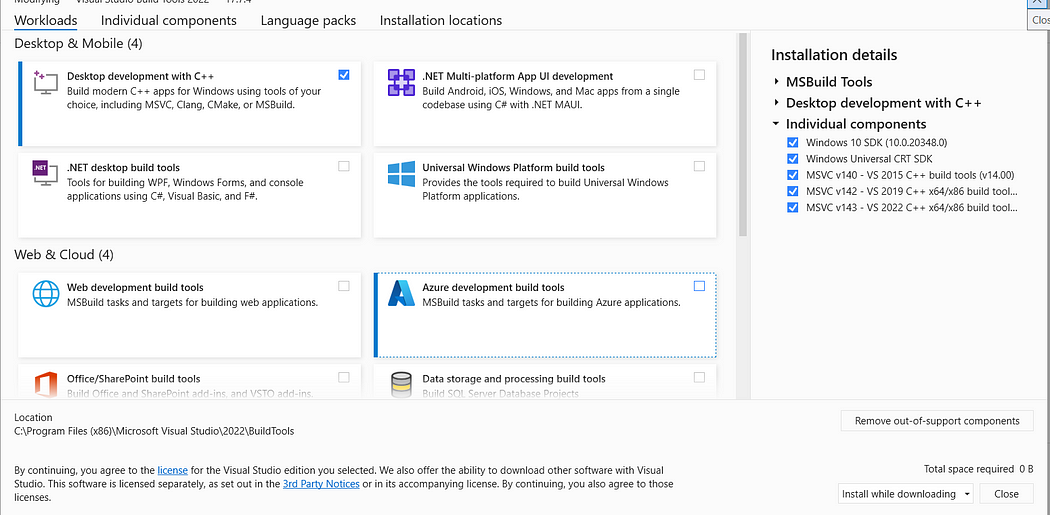 Modifying — Visual Studio Build Tools 2022 — 17.7.4
Workloads Individual components Language packs Installation locations
Clos
Desktop & Mobile (4)
Desktop development with C++
Build modern C++ apps for Windows using tools of your
choice, including MSVC, Clang, CMake, or MSBuild.
.NET Multi-platform App UI development
Build Android, iOS, Windows, and Mac apps from a single
codebase using C# with .NET MAUI.
.NET
.NET desktop build tools
Tools for building WPF, Windows Forms, and console
applications using C#, Visual Basic, and F#.
Universal Windows Platform build tools
Provides the tools required to build Universal Windows
Platform applications.
Web & Cloud (4)
Web development build tools
MSBuild tasks and targets for building web applications.
Azure development build tools
MSBuild tasks and targets for building Azure applications.
Office/SharePoint build tools
Build Office and SharePoint add-ins, and VSTO add-ins.
Data storage and processing build tools
Build SQL Server Database Projects
Installation details
MSBuild Tools
Desktop development with C++
Individual components
Windows 10 SDK (10.0.20348.0)
Windows Universal CRT SDK
MSVC v140 - VS 2015 C++ build tools (v14.00)
MSVC v142 - VS 2019 C++ x64/x86 build tool...
MSVC v143 - VS 2022 C++ x64/x86 build tool...
Location
C:\Program Files (x86)\Microsoft Visual Studio\2022\BuildTools
Remove out-of-support components
By continuing, you agree to the license for the Visual Studio edition you selected. We also offer the ability to download other software with Visual
Studio. This software is licensed separately, as set out in the 3rd Party Notices or in its accompanying license. By continuing, you also agree to those
licenses.
Total space required 0 B
Install while downloading
Close